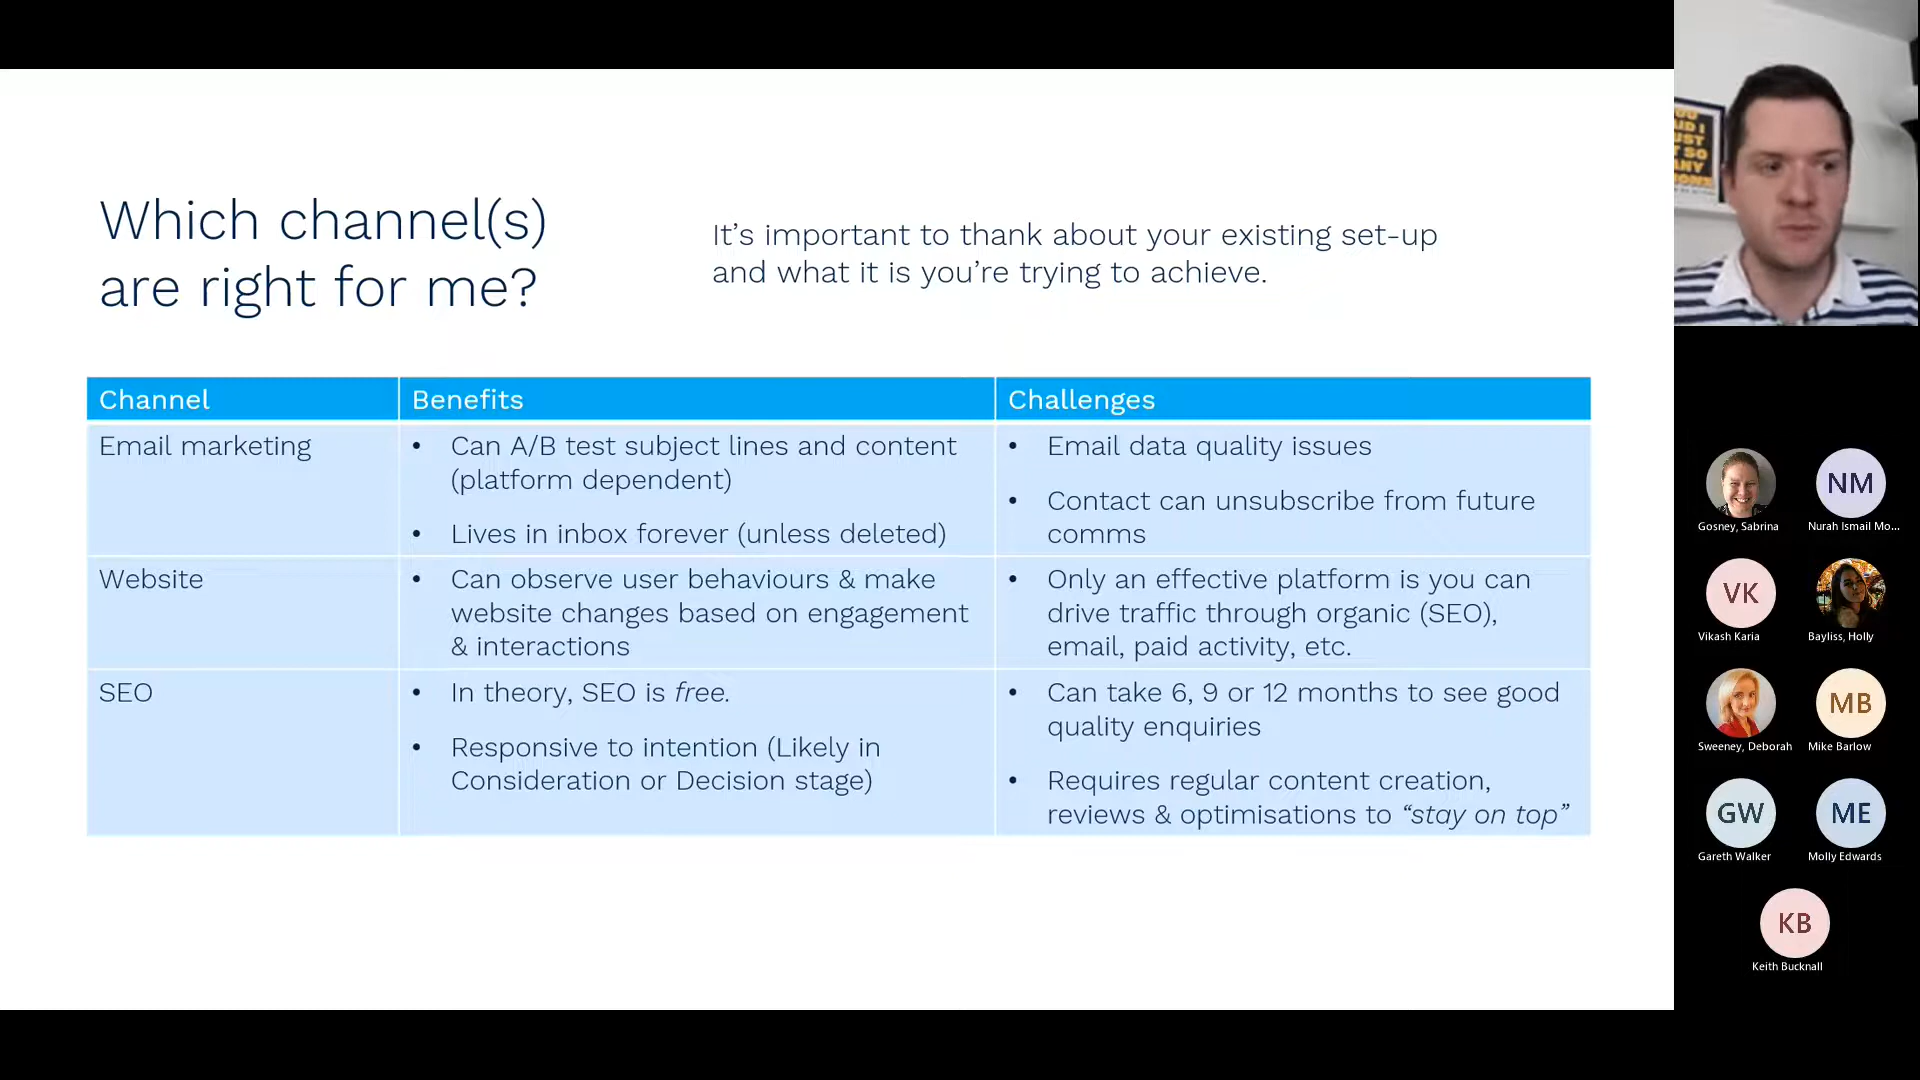 Which channel(s)
are right for me?
It’s important to thank about your existing set-up
and what it is you’re trying to achieve.
Channel
Benefits
Challenges
Email marketing
• Can A/B test subject lines and content
(platform dependent)
• Lives in inbox forever (unless deleted)
• Email data quality issues
• Contact can unsubscribe from future
comms
Website
• Can observe user behaviours & make
website changes based on engagement
& interactions
• Only an effective platform is you can
drive traffic through organic (SEO),
email, paid activity, etc.
SEO
• In theory, SEO is free.
• Responsive to intention (Likely in
Consideration or Decision stage)
• Can take 6, 9 or 12 months to see good
quality enquiries
• Requires regular content creation,
reviews & optimisations to “stay on top”
Gosney, Sabrina
NM
Nurah Ismail Mo...
VK
Vikash Karia
Bayliss, Holly
Sweeney, Deborah
MB
Mike Barlow
GW
Gareth Walker
ME
Molly Edwards
KB
Keith Bucknall